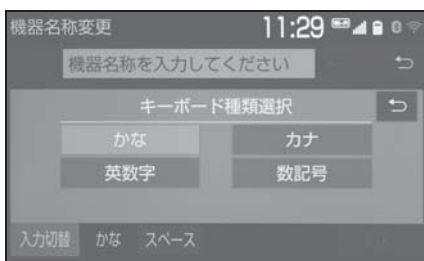 機器名称変更 11:29
機器名称を入力してください
キーボード種類選択
かな カナ
英数字 数記号
入力切替 かな スペース